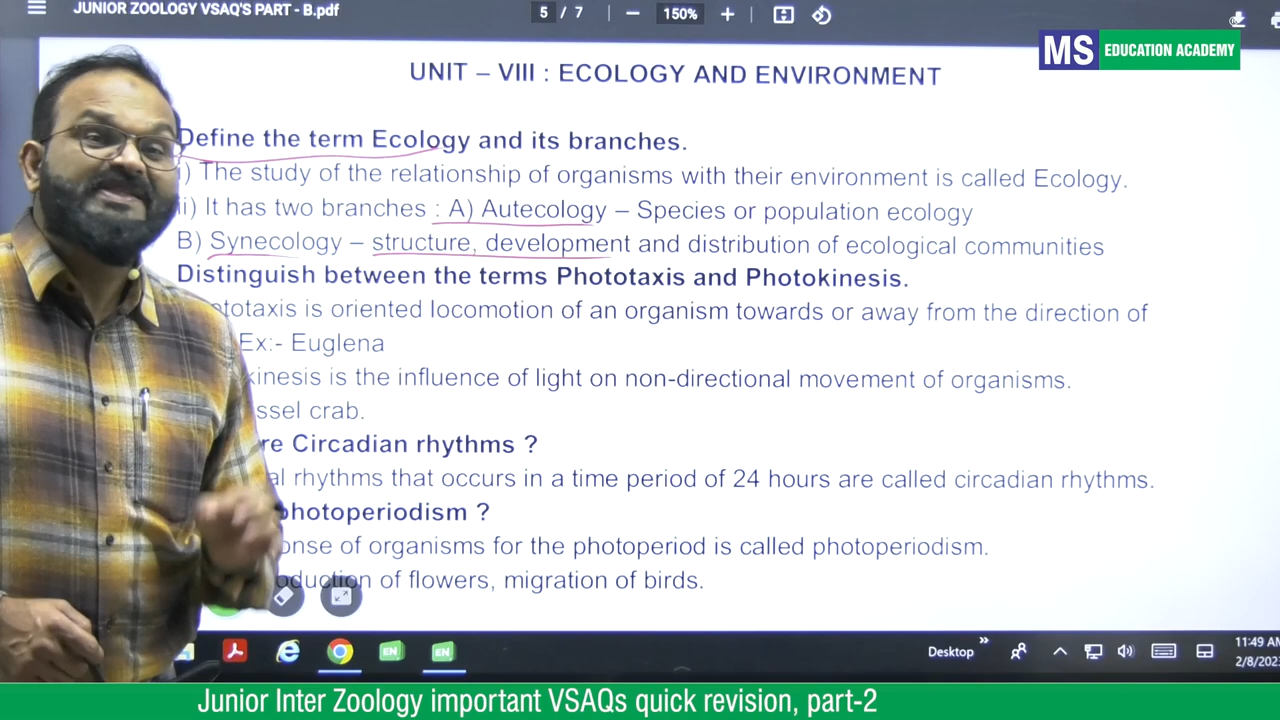 JUNIOR ZOOLOGY VSAQ'S PART - B.pdf
5 / 7
150%
MS EDUCATION ACADEMY
UNIT – VIII : ECOLOGY AND ENVIRONMENT
Define the term Ecology and its branches.
i) The study of the relationship of organisms with their environment is called Ecology.
ii) It has two branches : A) Autecology – Species or population ecology
B) Synecology – structure, development and distribution of ecological communities
Distinguish between the terms Phototaxis and Photokinesis.
ototaxis is oriented locomotion of an organism towards or away from the direction of
Ex:- Euglena
kinesis is the influence of light on non-directional movement of organisms.
ssel crab.
re Circadian rhythms ?
al rhythms that occurs in a time period of 24 hours are called circadian rhythms.
photoperiodism ?
onse of organisms for the photoperiod is called photoperiodism.
oduction of flowers, migration of birds.
EN
EN
Desktop
11:49 AM
2/8/202
Junior Inter Zoology important VSAQs quick revision, part-2